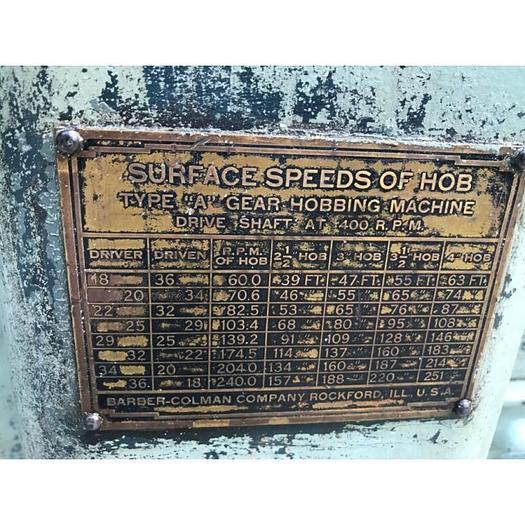 SURFACE SPEEDS OF HOB
TYPE "A" GEAR HOBBING MACHINE
DRIVE SHAFT AT 400 R.P.M.
DRIVER DRIVEN R.P.M. OF HOB 2 1/2" HOB 3" HOB 3 1/2" HOB 4" HOB
18 36 60.0 39 FT. 47 FT. 55 FT. 63 FT.
20 34 70.6 46 55 65 74
22 32 82.5 53 65 76 87
25 29 103.4 68 80 95 108
29 25 139.2 91 109 128 146
32 22 174.5 114 137 160 183
34 20 204.0 134 160 187 214
36 18 240.0 157 188 220 251
BARBER-COLMAN COMPANY ROCKFORD, ILL. U.S.A.